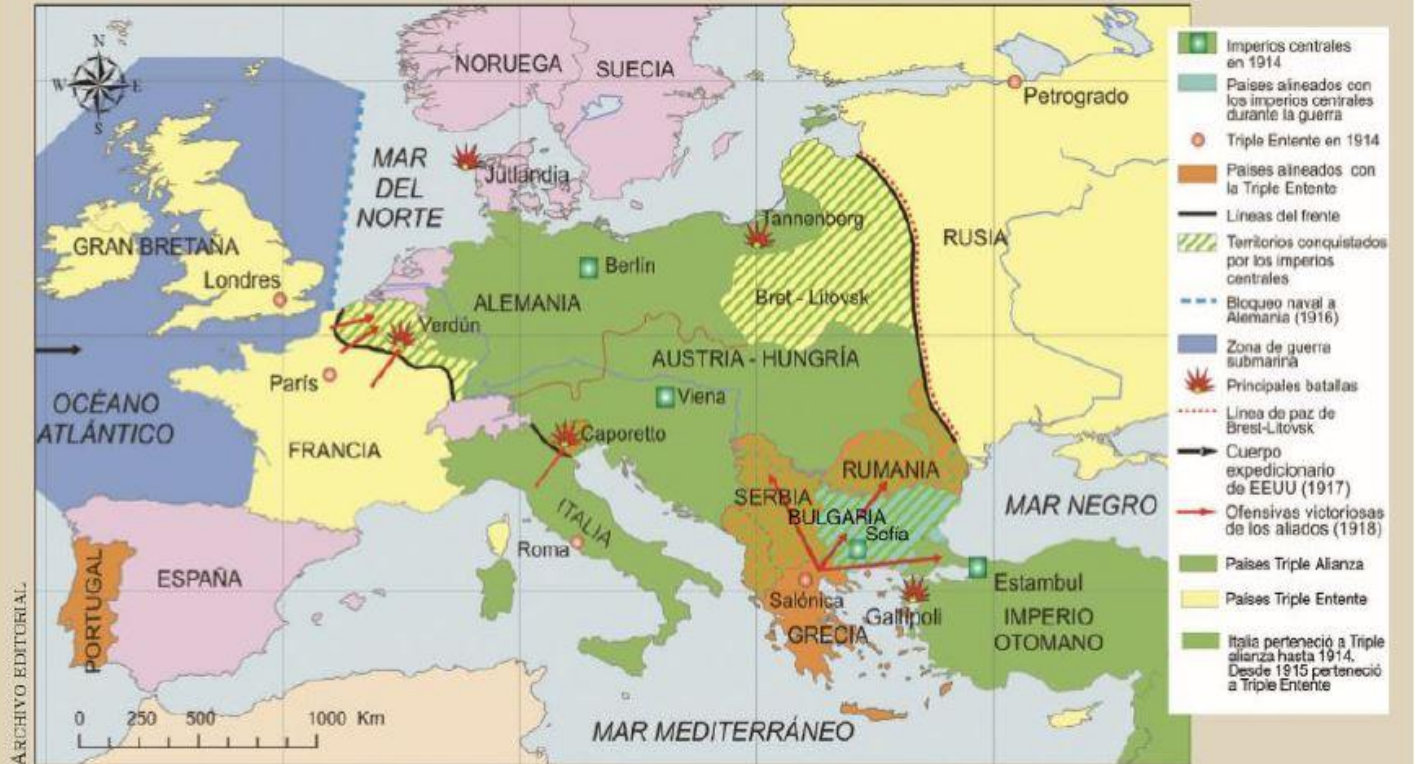 N
W
E
S
NORUEGA
SUECIA
Petrogrado
MAR
DEL
NORTE
Jutlandia
Tannenberg
GRAN BRETAÑA
RUSIA
Londres
Berlín
ALEMANIA
Bret - Litovsk
Verdún
AUSTRIA - HUNGRÍA
París
Viena
OCÉANO
ATLÁNTICO
FRANCIA
Caporetto
RUMANIA
SERBIA
BULGARIA
MAR NEGRO
ITALIA
Sofía
Roma
PORTUGAL
ESPAÑA
Estambul
Salónica
Gallípoli
GRECIA
IMPERIO
OTOMANO
0 250 500 1000 Km
MAR MEDITERRÁNEO
ARCHIVO EDITORIAL
Imperios centrales
en 1914
Países alineados con
los imperios centrales
durante la guerra
Triple Entente en 1914
Países alineados con
la Triple Entente
Líneas del frente
Territorios conquistados
por los imperios
centrales
Bloqueo naval a
Alemania (1916)
Zona de guerra
submarina
Principales batallas
Línea de paz de
Brest-Litovsk
Cuerpo
expedicionario
de EEUU (1917)
Ofensivas victoriosas
de los aliados (1918)
Países Triple Alianza
Países Triple Entente
Italia perteneció a Triple
alianza hasta 1914.
Desde 1915 perteneció
a Triple Entente